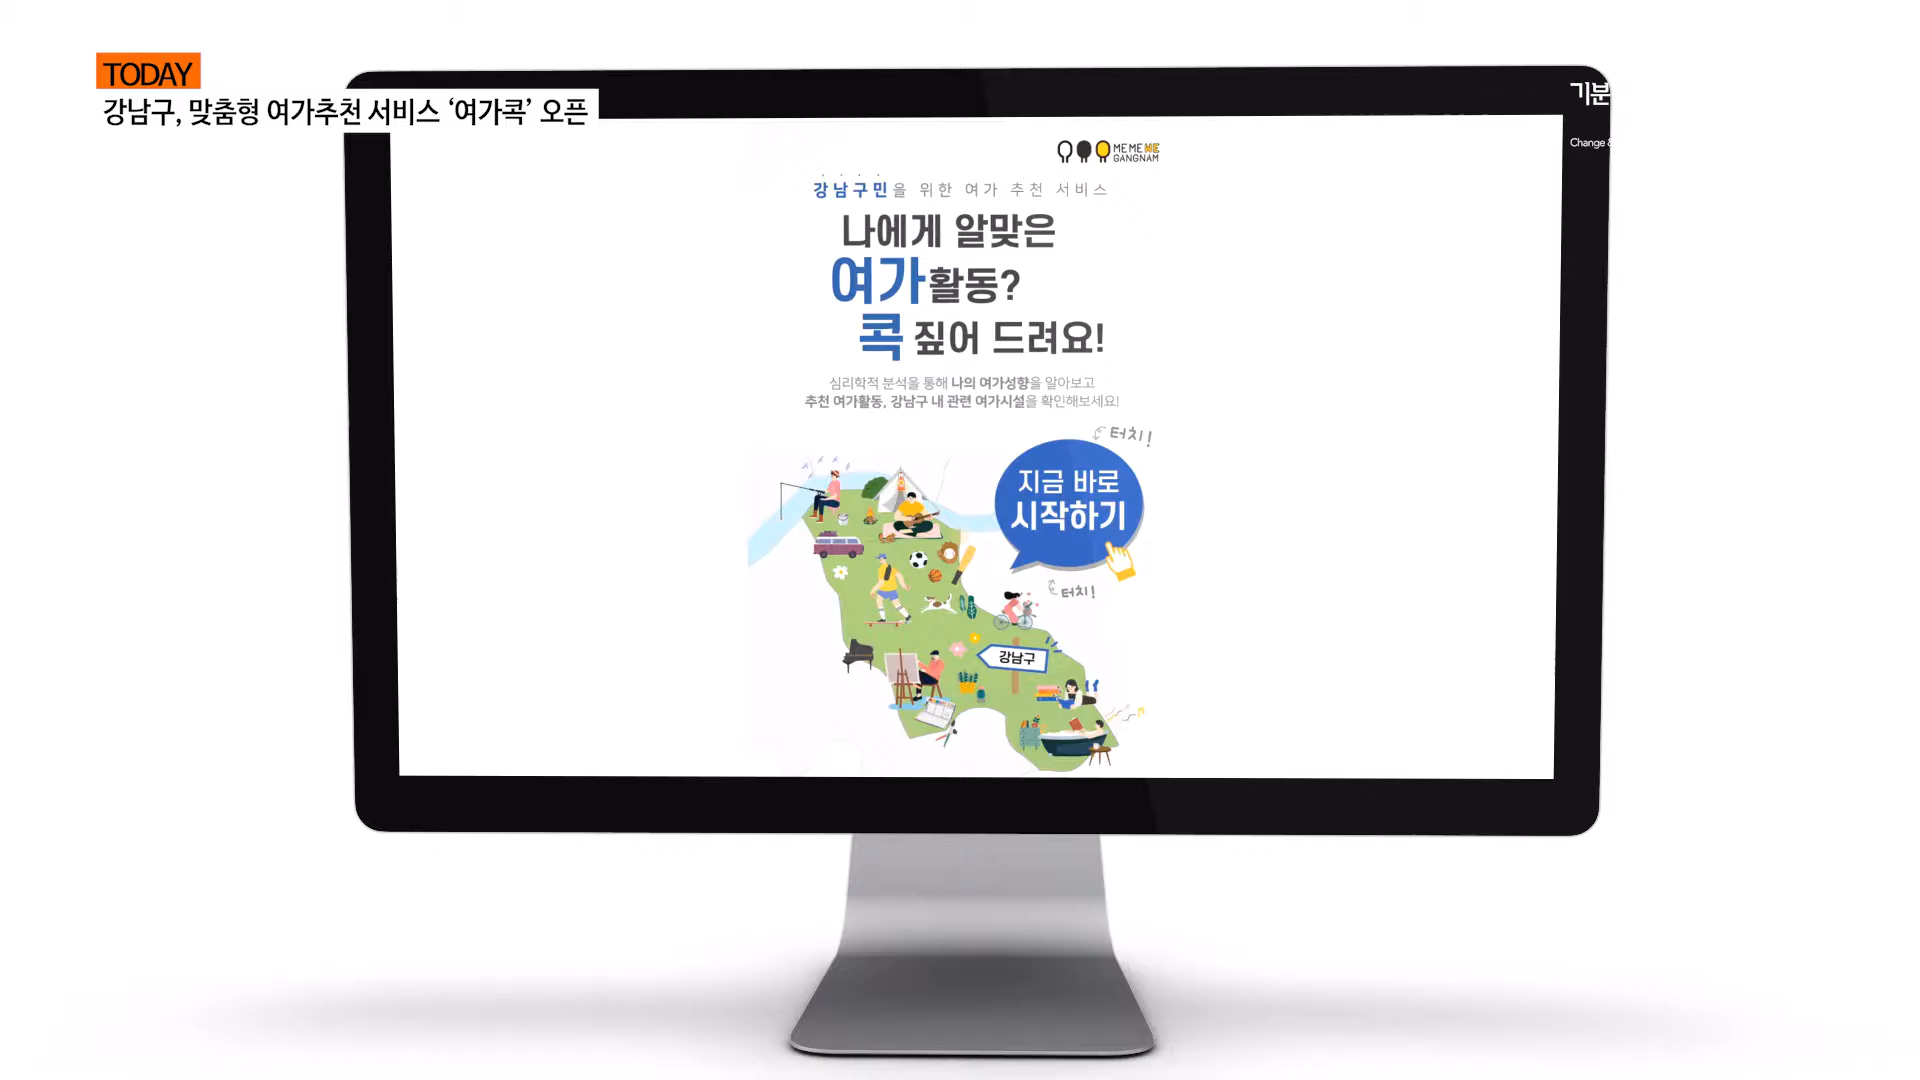 TODAY
강남구, 맞춤형 여가추천 서비스 ‘여가콕’ 오픈
기분
Change &
MEMEWE
GANGNAM
강남구민을 위한 여가 추천 서비스
나에게 알맞은
여가활동?
콕 짚어 드려요!
심리학적 분석을 통해 나의 여가성향을 알아보고
추천 여가활동, 강남구 내 관련 여가시설을 확인해보세요!
터치!
지금 바로
시작하기
터치!
강남구